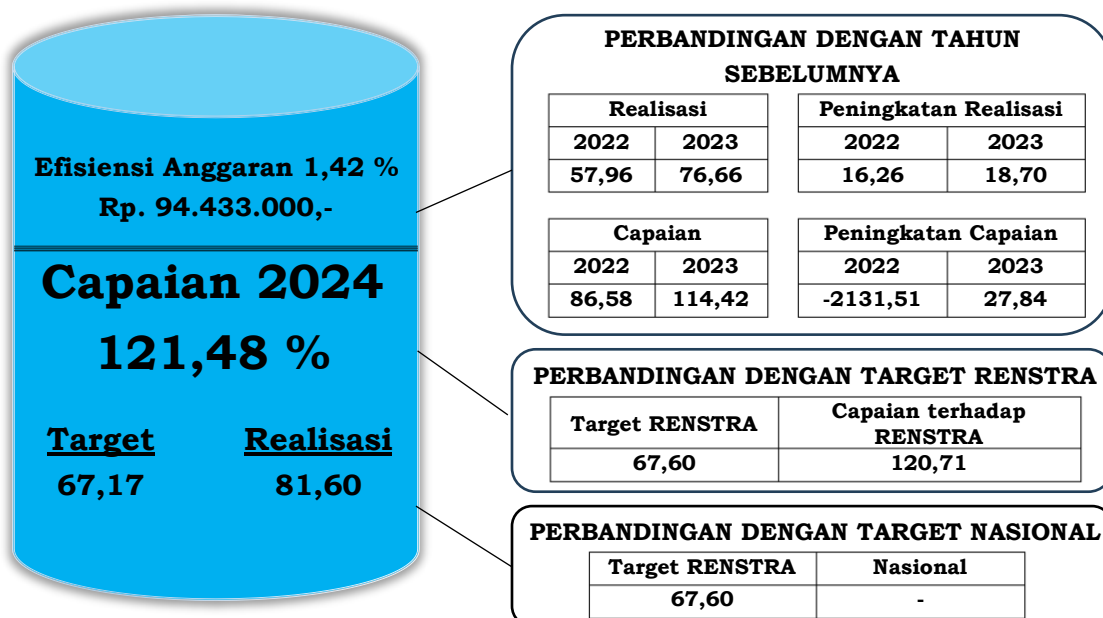 Efisiensi Anggaran 1,42 %
Rp. 94.433.000,-
Capaian 2024
121,48 %
Target Realisasi
67,17 81,60
PERBANDINGAN DENGAN TAHUN
SEBELUMNYA
Realisasi
2022 2023
57,96 76,66
Peningkatan Realisasi
2022 2023
16,26 18,70
Capaian
2022 2023
86,58 114,42
Peningkatan Capaian
2022 2023
-2131,51 27,84
PERBANDINGAN DENGAN TARGET RENSTRA
Target RENSTRA Capaian terhadap
RENSTRA
67,60 120,71
PERBANDINGAN DENGAN TARGET NASIONAL
Target RENSTRA Nasional
67,60 -